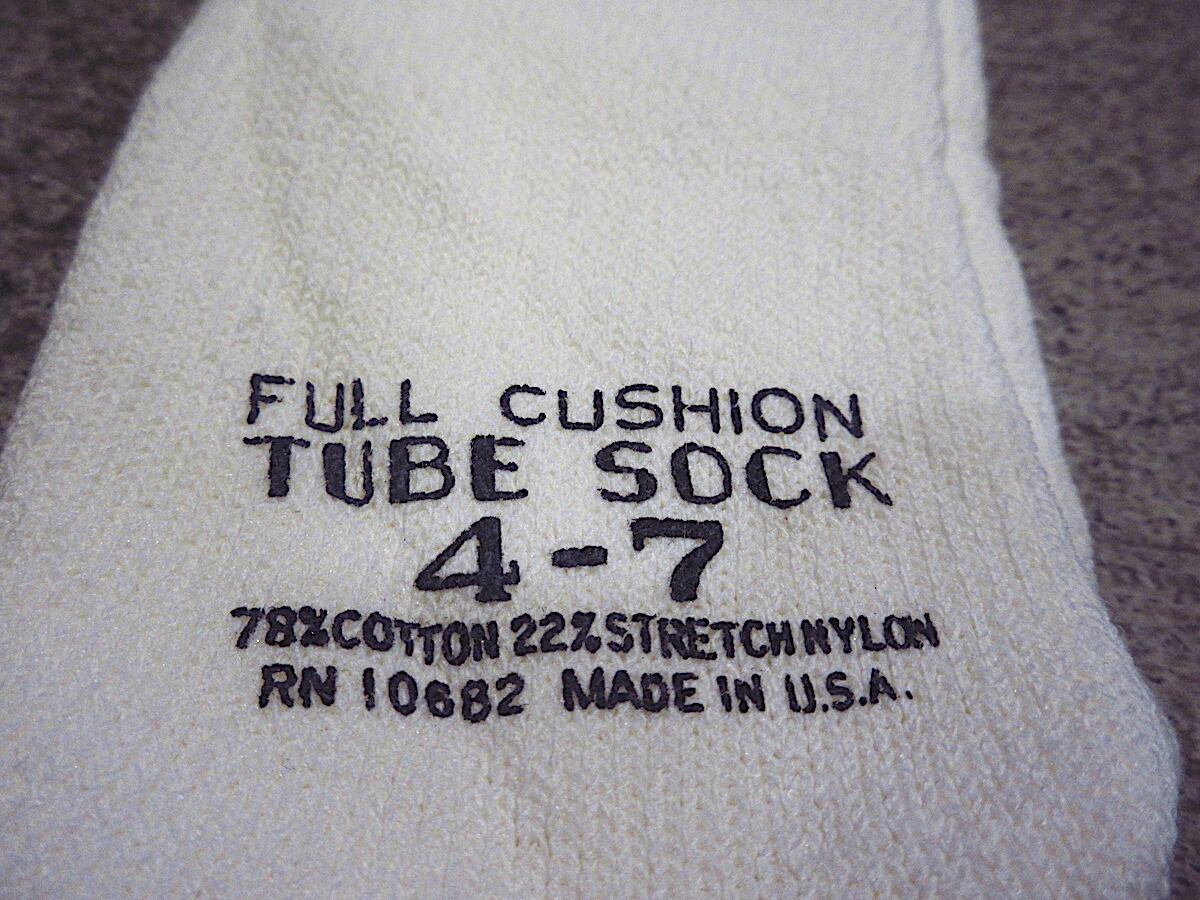 FULL CUSHION
TUBE SOCK
4-7
78% COTTON 22% STRETCH NYLON
RN 10682 MADE IN U.S.A.